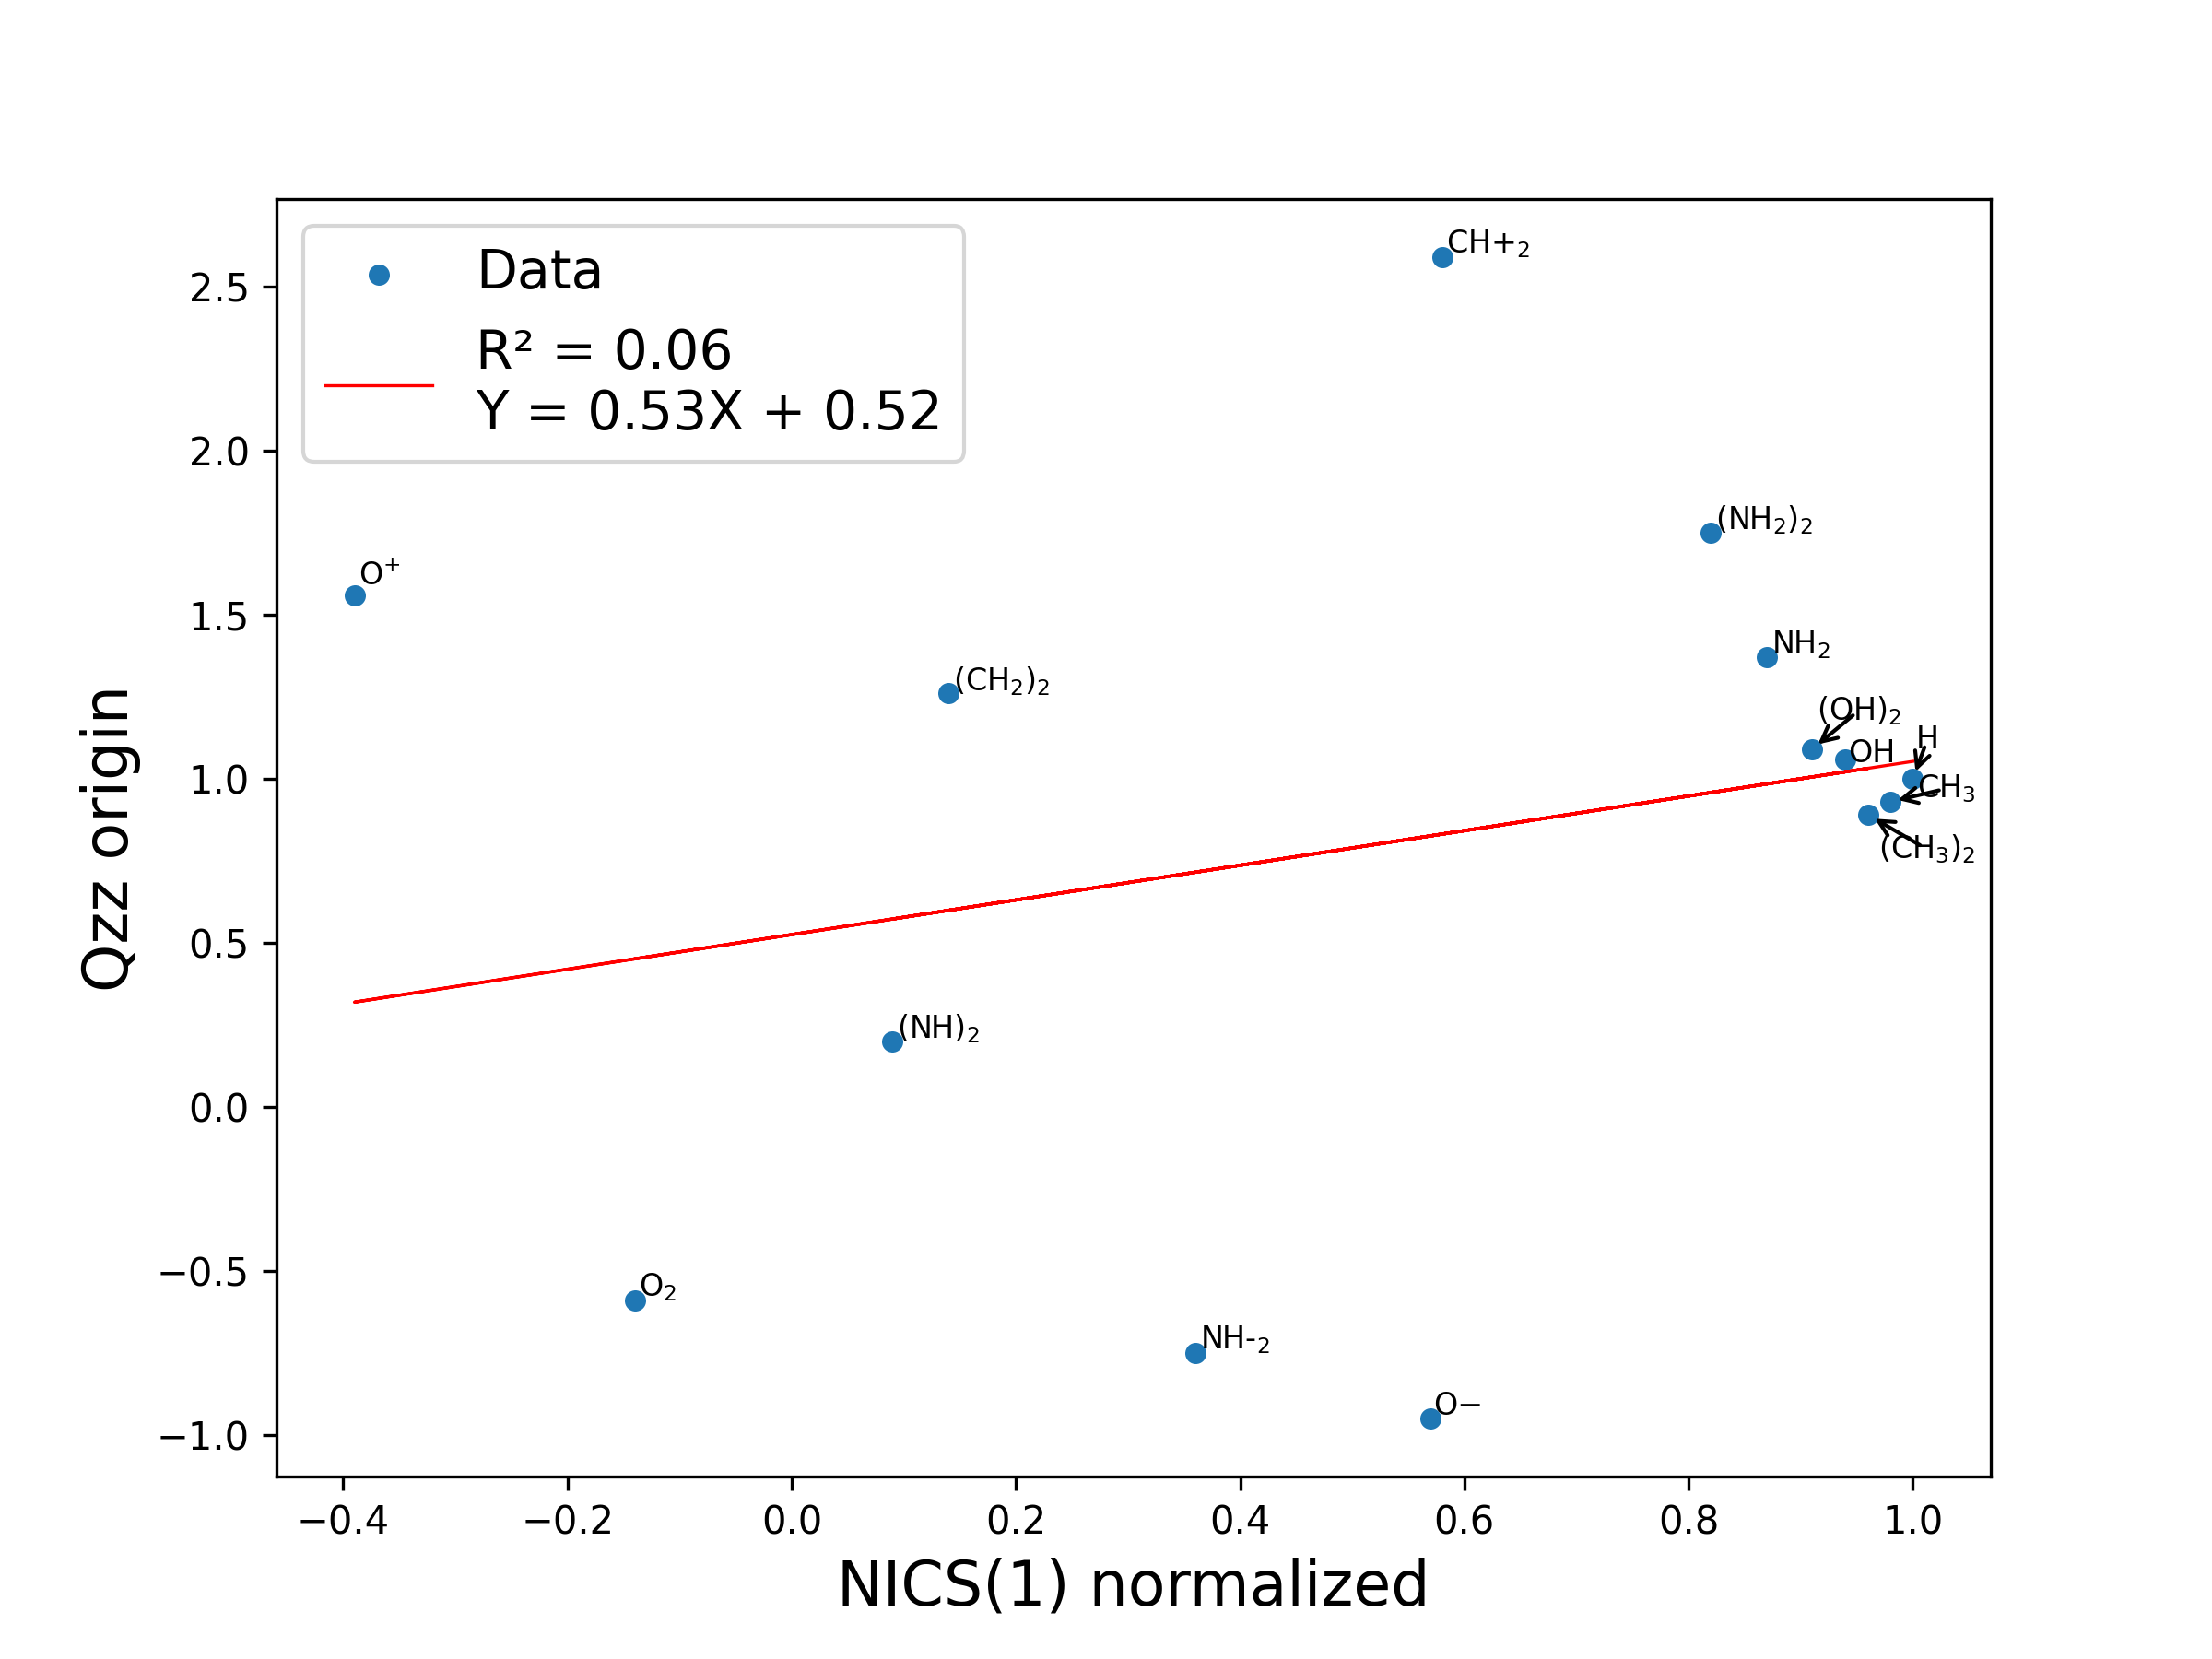 Data
R² = 0.06
Y = 0.53X + 0.52
CH+₂
(NH₂)₂
O⁺
NH₂
(CH₂)₂
(OH)₂
H
OH
CH₃
(CH₃)₂
(NH)₂
O₂
NH-₂
O−
2.5
2.0
1.5
1.0
0.5
0.0
−0.5
−1.0
Qzz origin
−0.4 −0.2 0.0 0.2 0.4 0.6 0.8 1.0
NICS(1) normalized